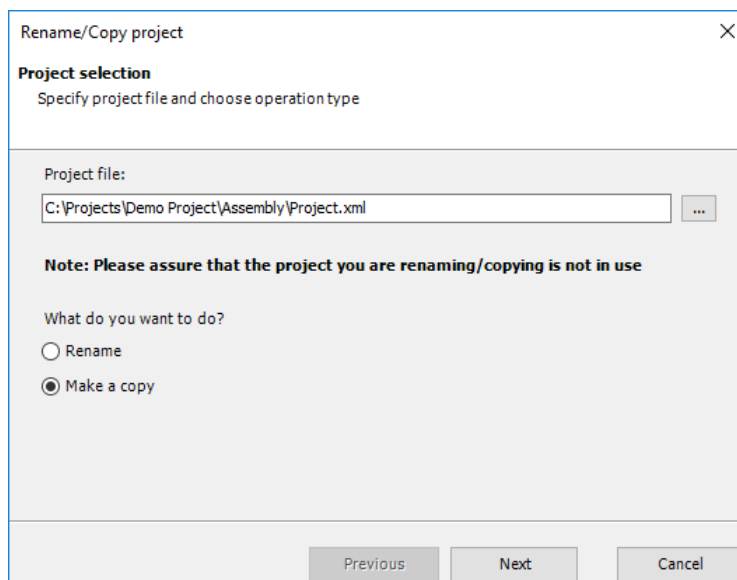 Rename/Copy project
Project selection
Specify project file and choose operation type
Project file:
C:\Projects\Demo Project\Assembly\Project.xml
...
Note: Please assure that the project you are renaming/copying is not in use
What do you want to do?
Rename
Make a copy
Previous Next Cancel